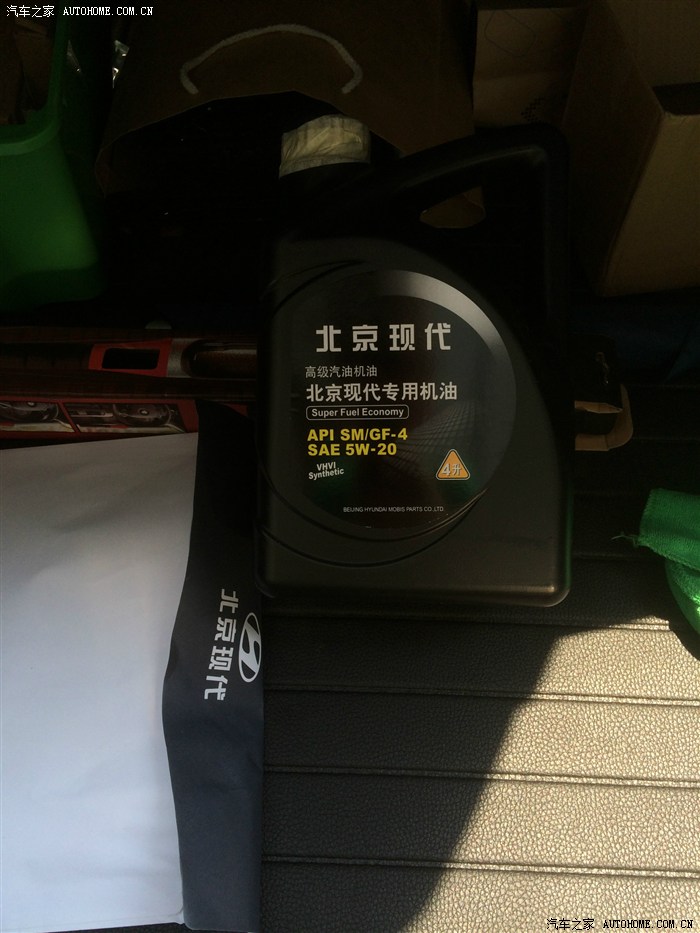 汽车之家 AUTOHOME.COM.CN
北京现代
高级汽油机油
北京现代专用机油
Super Fuel Economy
API SM/GF-4
SAE 5W-20
VHVI
Synthetic
4升
BEIJING HYUNDAI MOBIS PARTS CO.,LTD.
北京现代
汽车之家 AUTOHOME.COM.CN